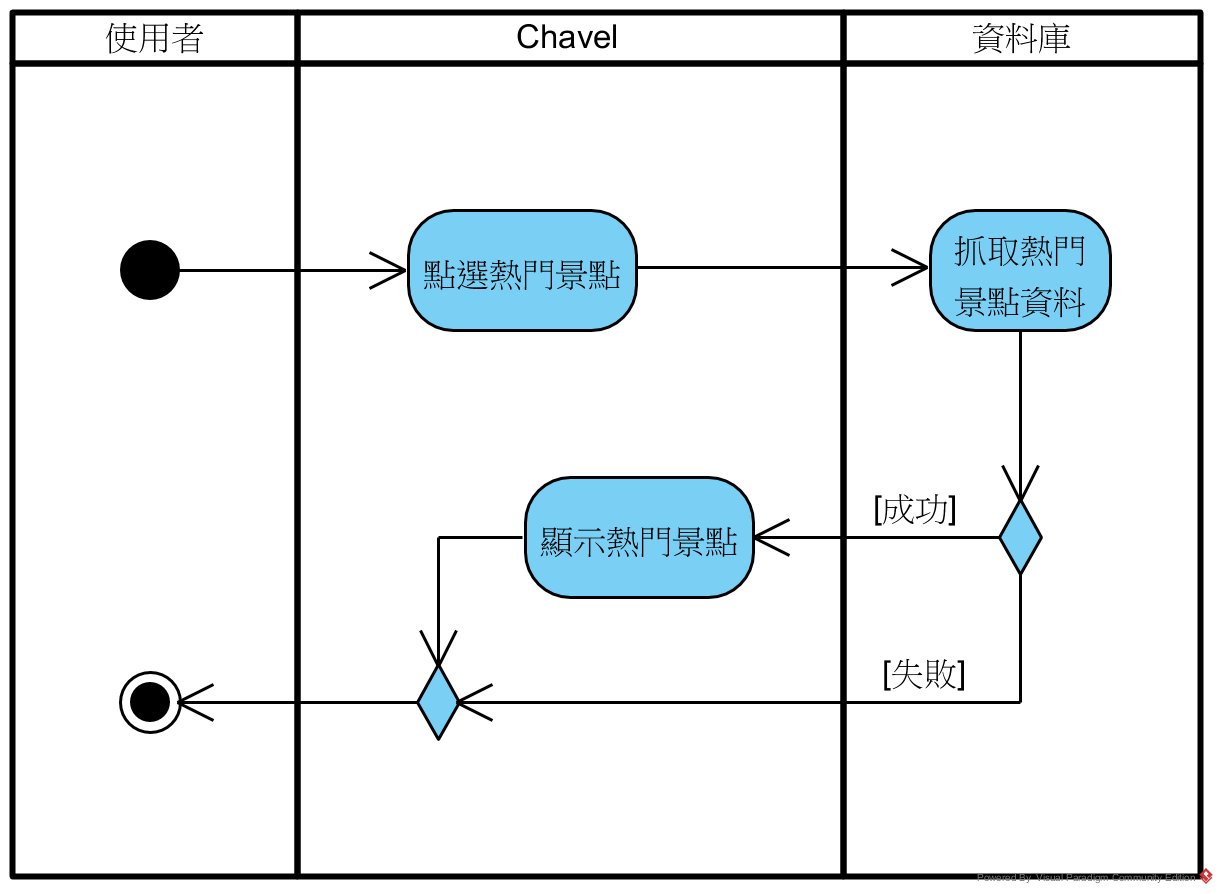 使用者
Chavel
資料庫
點選熱門景點
抓取熱門
景點資料
[成功]
顯示熱門景點
[失敗]
Powered By Visual Paradigm Community Edition